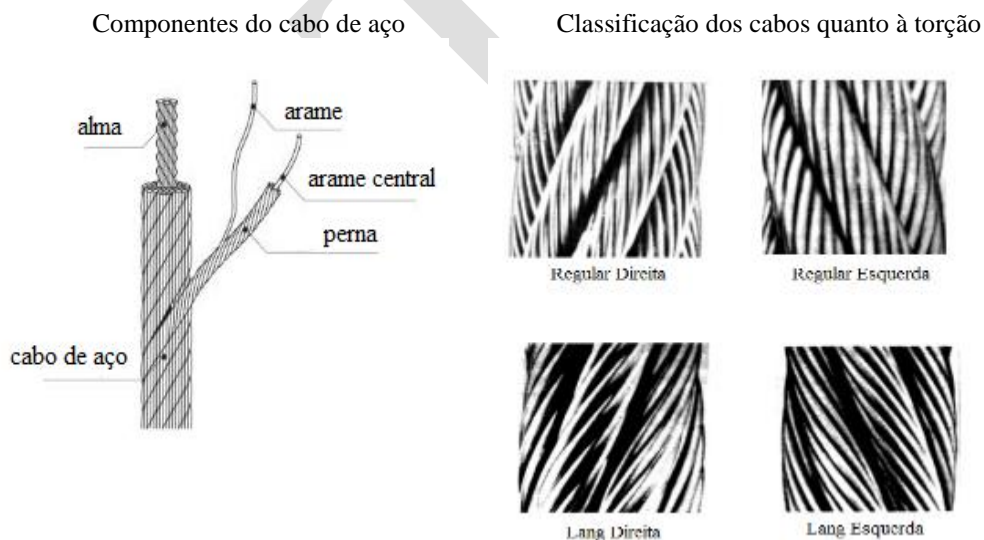 Componentes do cabo de aço
Classificação dos cabos quanto à torção
alma
arame
arame central
perna
cabo de aço
Regular Direita
Regular Esquerda
Lang Direita
Lang Esquerda